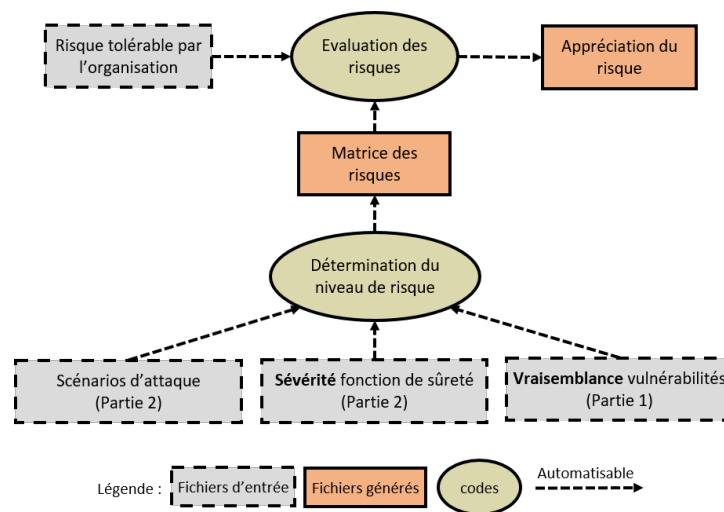 Risque tolérable par
l'organisation
Evaluation des
risques
Appréciation du
risque
Matrice des
risques
Détermination du
niveau de risque
Scénarios d'attaque
(Partie 2)
Sévérité fonction de sûreté
(Partie 2)
Vraisemblance vulnérabilités
(Partie 1)
Légende :
Fichiers d'entrée
Fichiers générés
codes
Automatisable